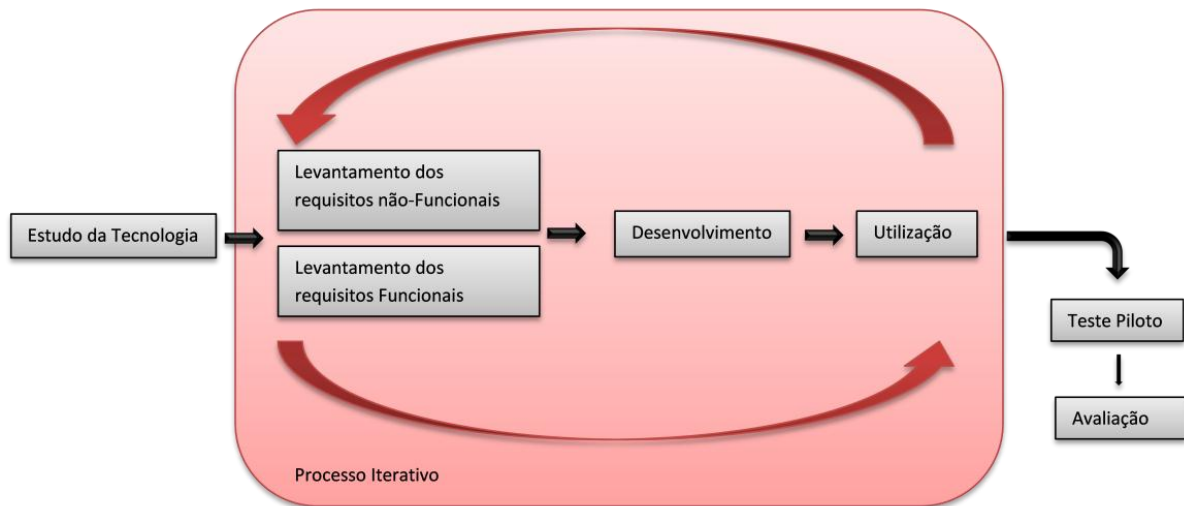 Estudo da Tecnologia
Levantamento dos
requisitos não-Funcionais
Levantamento dos
requisitos Funcionais
Desenvolvimento
Utilização
Teste Piloto
Avaliação
Processo Iterativo